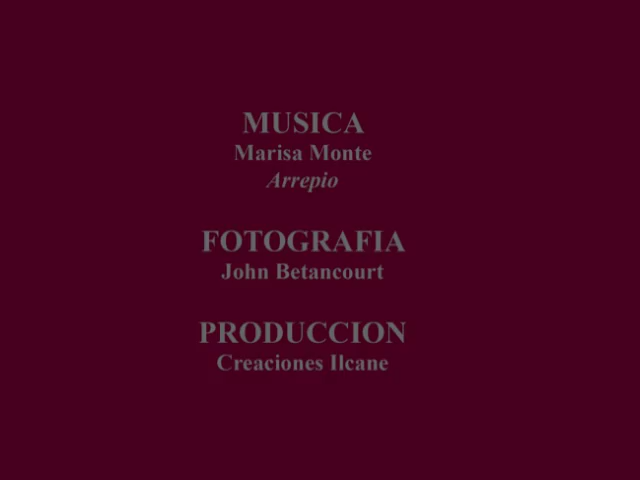 MUSICA
Marisa Monte
Arrepio
FOTOGRAFIA
John Betancourt
PRODUCCION
Creaciones Ilcane